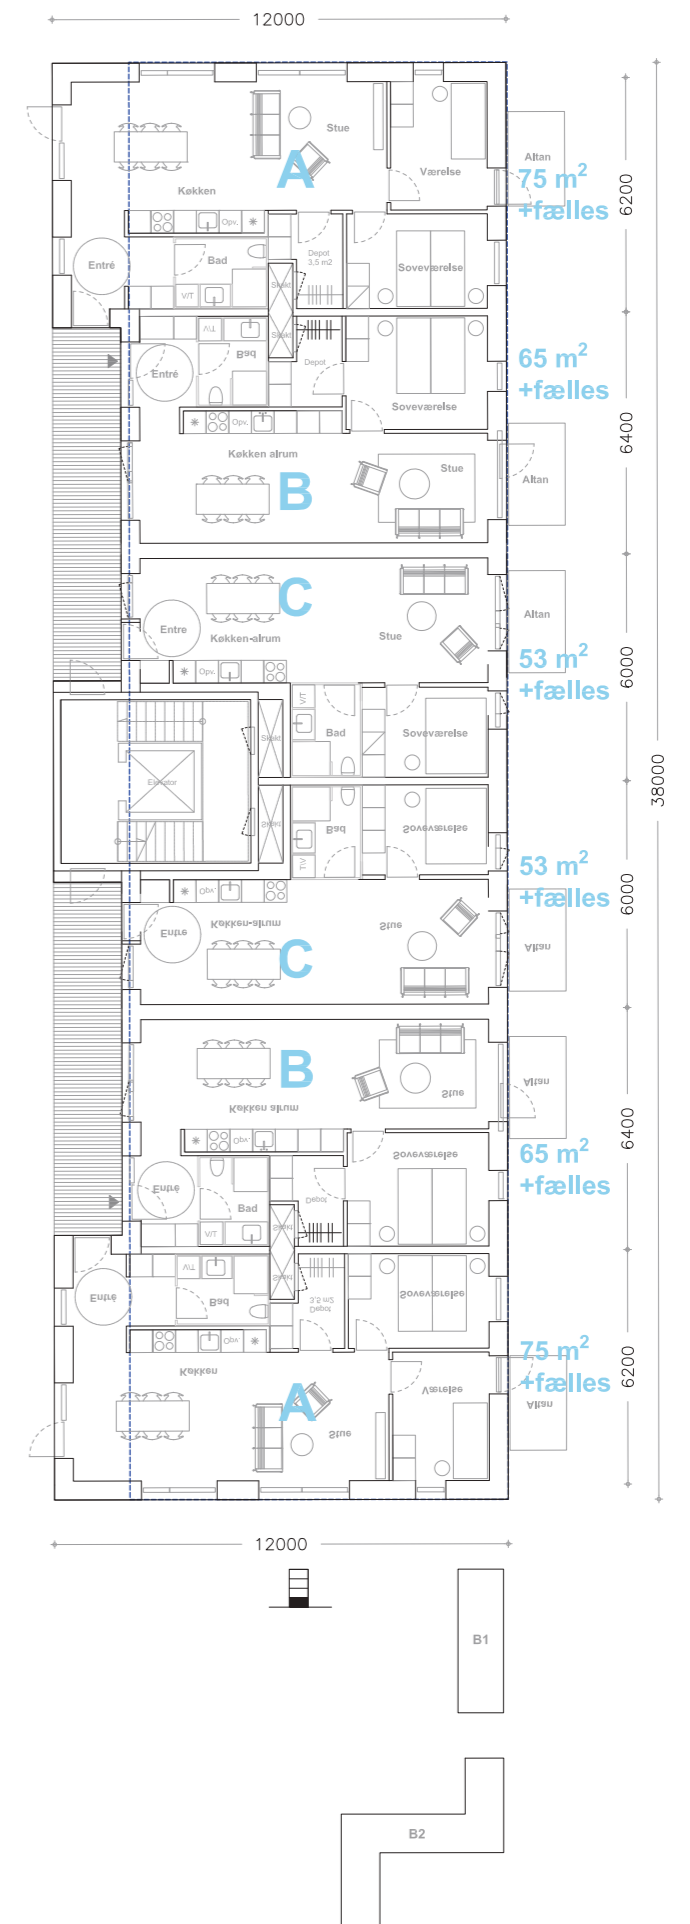 12000
Stue
A
Altan
Værelse
75 m²
+fælles
Køkken
6200
Opv.
*
Entré
Bad
Depot
3,5 m2
Soveværelse
V/T
Skakt
Skakt
V/T
Bad
Depot
65 m²
+fælles
Entré
Soveværelse
6400
*
Opv.
Køkken alrum
Stue
B
Altan
C
Altan
Entre
Køkken-alrum
Stue
53 m²
+fælles
6000
*
Opv.
V/T
Skakt
Bad
Soveværelse
Elevator
38000
Skakt
Bad
Soveværelse
V/T
53 m²
+fælles
6000
*
Opv.
Køkken-alrum
Entre
Stue
Altan
C
B
Altan
Stue
Køkken alrum
*
Opv.
6400
Soveværelse
65 m²
+fælles
Entré
Depot
Bad
Skakt
V/T
V/T
Skakt
Entré
Bad
3,5 m2
Depot
Soveværelse
Opv.
*
75 m²
+fælles
6200
Køkken
Værelse
A
Altan
Stue
12000
B1
B2